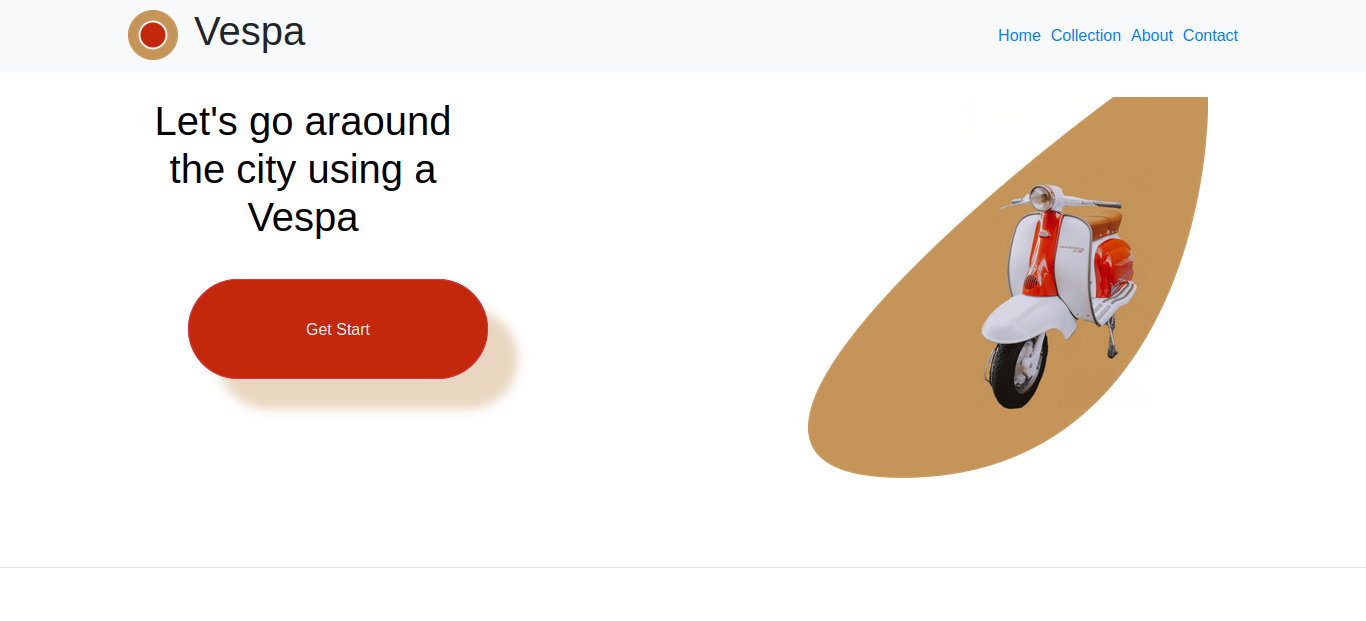 Vespa
Home Collection About Contact
Let's go araound
the city using a
Vespa
Get Start